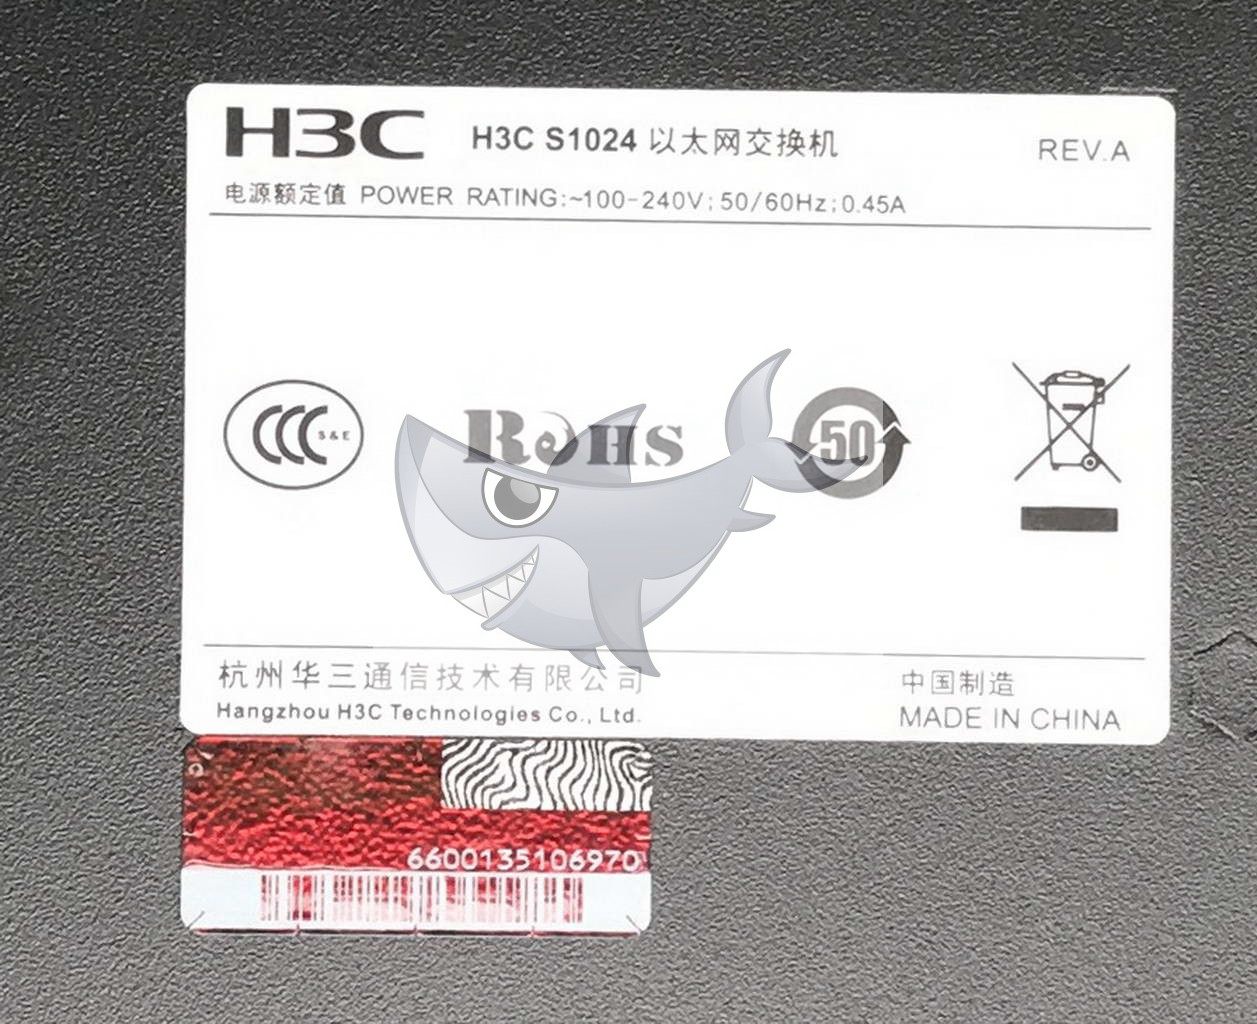 H3C H3C S1024 以太网交换机 REV.A
电源额定值 POWER RATING:~100-240V; 50/60Hz; 0.45A
CCC S&E RoHS 50
杭州华三通信技术有限公司 中国制造
Hangzhou H3C Technologies Co., Ltd. MADE IN CHINA
6600135106970